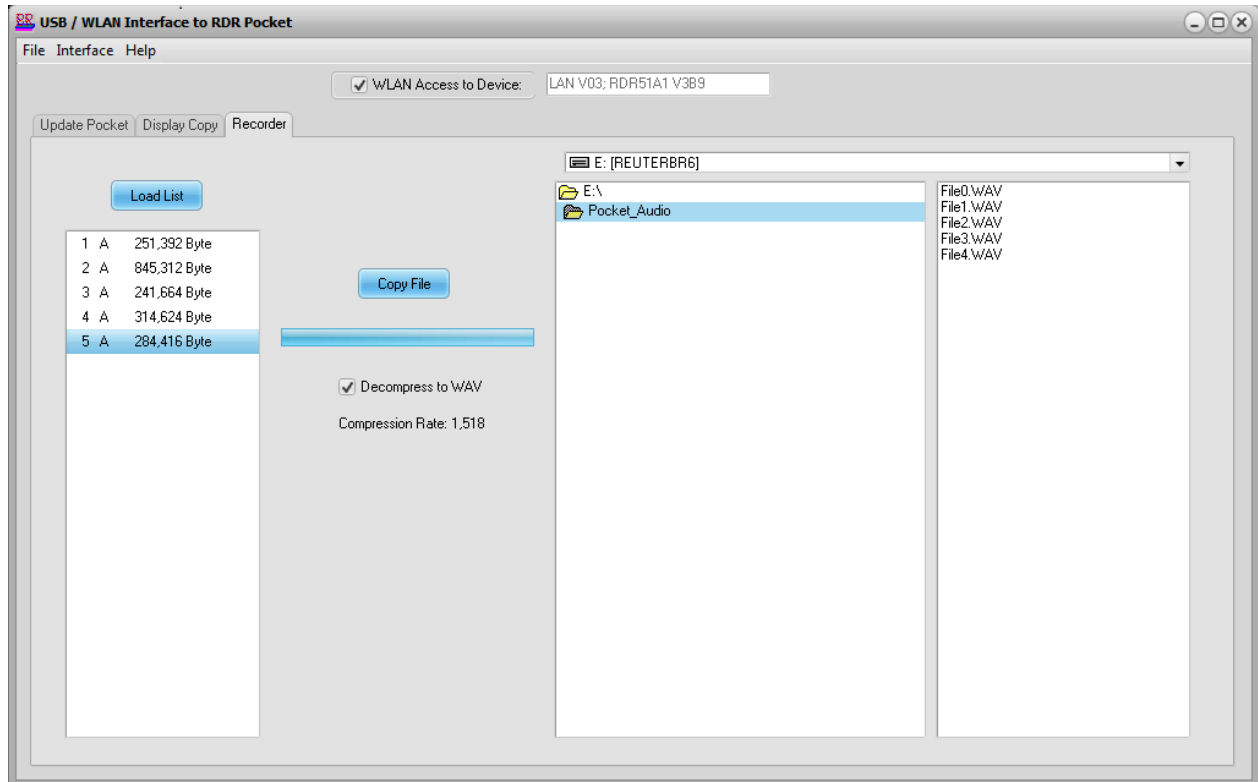 USB / WLAN Interface to RDR Pocket
File Interface Help
WLAN Access to Device: LAN V03; RDR51A1 V3B9
Update Pocket Display Copy Recorder
E: [REUTERBR6]
Load List
E:\
Pocket_Audio
File0.WAV
File1.WAV
File2.WAV
File3.WAV
File4.WAV
1 A 251,392 Byte
2 A 845,312 Byte
3 A 241,664 Byte
4 A 314,624 Byte
5 A 284,416 Byte
Copy File
Decompress to WAV
Compression Rate: 1,518